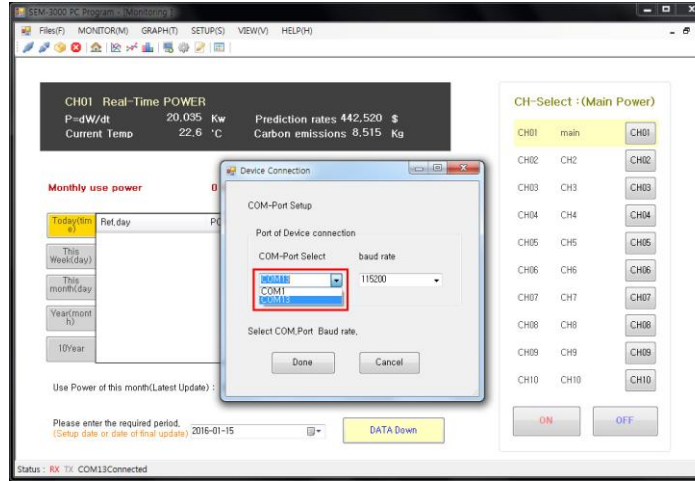 SEM-3000 PC Program - [Monitoring]
Files(F) MONITOR(M) GRAPH(T) SETUP(S) VIEW(V) HELP(H)
CH01 Real-Time POWER
P=dW/dt 20,035 Kw Prediction rates 442,520 $
Current Temp 22,6 °C Carbon emissions 8,515 Kg
CH-Select : (Main Power)
CH01 main CH01
CH02 CH2 CH02
CH03 CH3 CH03
CH04 CH4 CH04
CH05 CH5 CH05
CH06 CH6 CH06
CH07 CH7 CH07
CH08 CH8 CH08
CH09 CH9 CH09
CH10 CH10 CH10
ON OFF
Monthly use power 0
Today(tim
e)
This
Week(day)
This
month(day
Year(mont
h)
10Year
Ref,day PO
Device Connection
COM-Port Setup
Port of Device connection
COM-Port Select baud rate
COM13 115200
COM1
COM13
Select COM,Port Baud rate,
Done Cancel
Use Power of this month(Latest Update) :
Please enter the required period,
(Setup date or date of final update) 2016-01-15 DATA Down
Status : RX TX COM13Connected